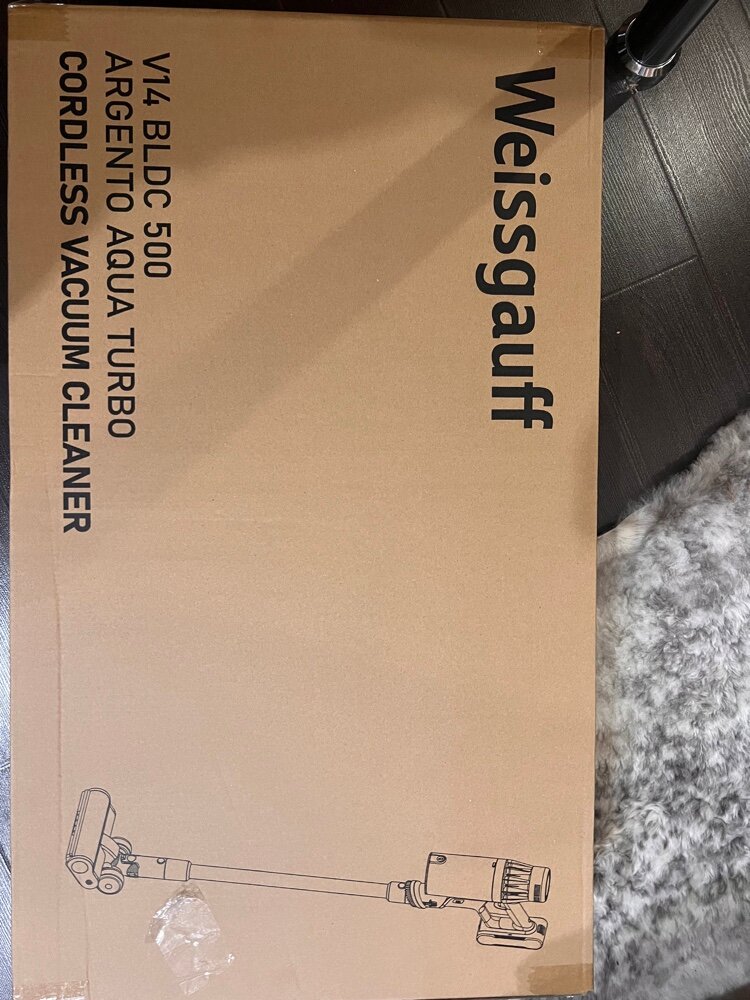 Weissgauff
V14 BLDC 500
ARGENTO AQUA TURBO
CORDLESS VACUUM CLEANER